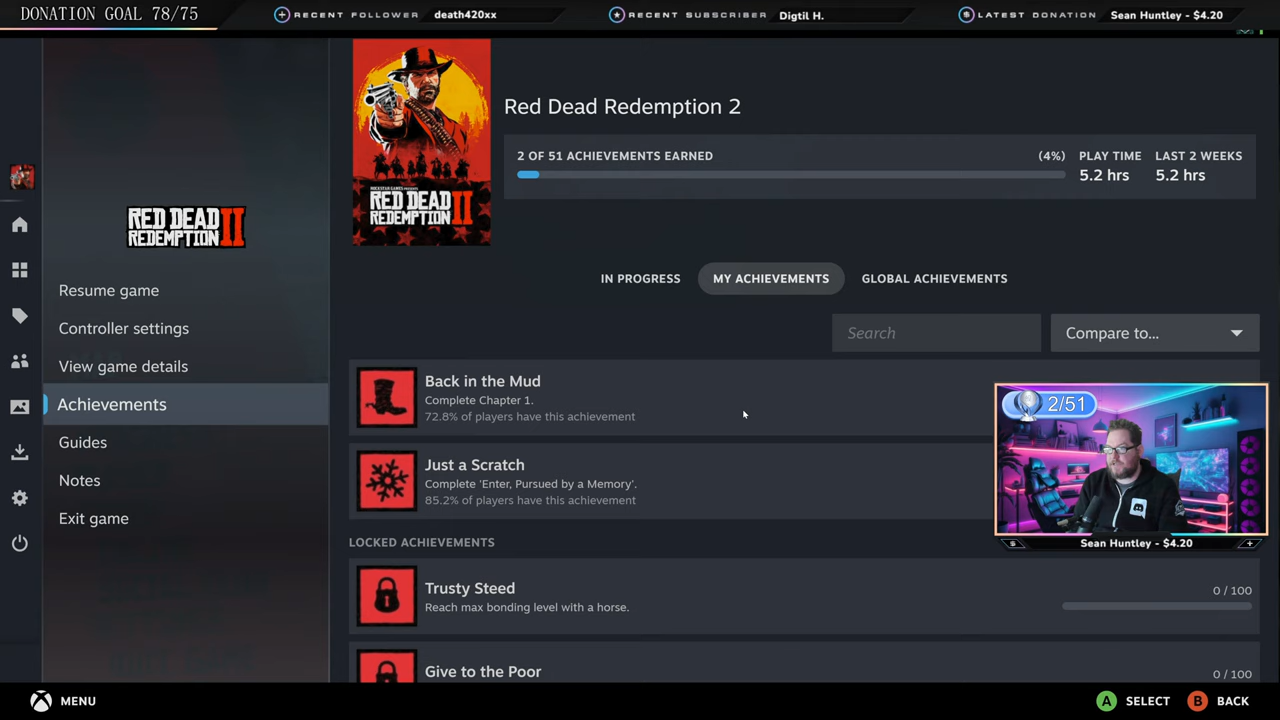 DONATION GOAL 78/75
RECENT FOLLOWER death420xx
RECENT SUBSCRIBER Digtil H.
LATEST DONATION Sean Huntley - $4.20
RED DEAD
REDEMPTION II
Resume game
Controller settings
View game details
Achievements
Guides
Notes
Exit game
ROCKSTAR GAMES PRESENTS
RED DEAD
REDEMPTION II
Red Dead Redemption 2
2 OF 51 ACHIEVEMENTS EARNED (4%)
PLAY TIME
5.2 hrs
LAST 2 WEEKS
5.2 hrs
IN PROGRESS MY ACHIEVEMENTS GLOBAL ACHIEVEMENTS
Search Compare to...
Back in the Mud
Complete Chapter 1.
72.8% of players have this achievement
Just a Scratch
Complete 'Enter, Pursued by a Memory'.
85.2% of players have this achievement
2/51
Sean Huntley - $4.20
LOCKED ACHIEVEMENTS
Trusty Steed
Reach max bonding level with a horse.
0 / 100
Give to the Poor
0 / 100
MENU
A SELECT B BACK